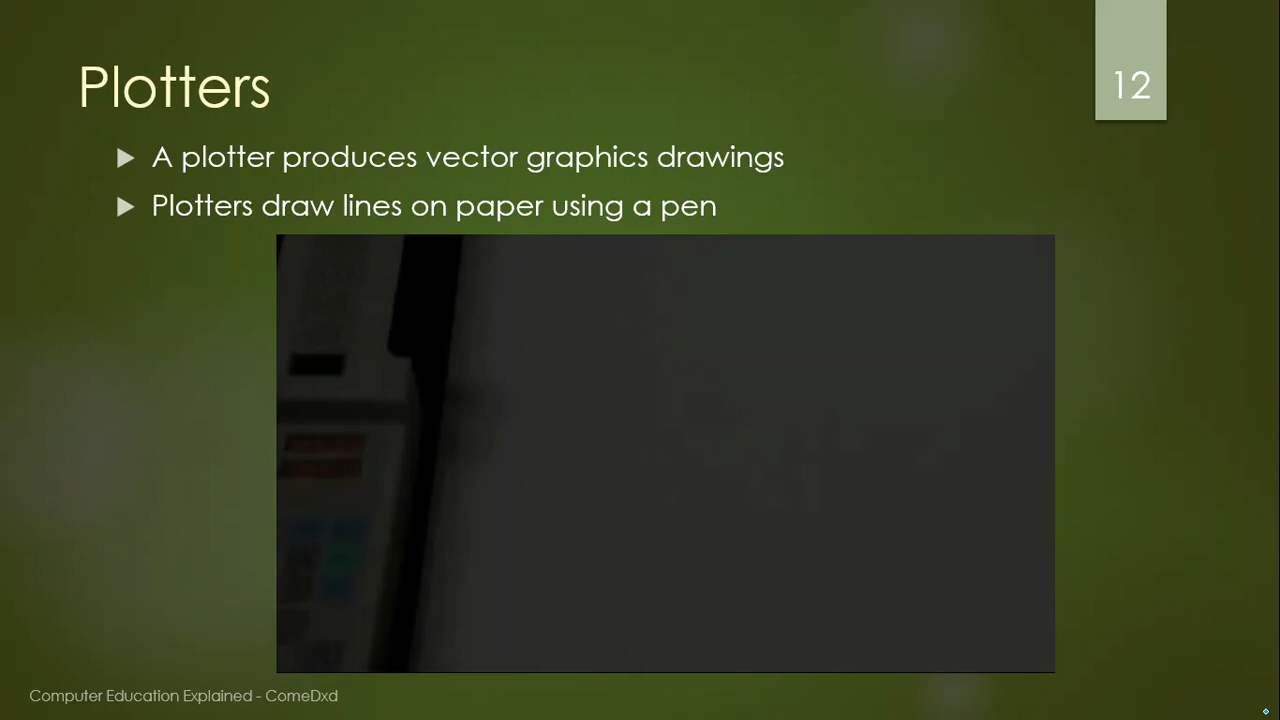 Plotters
12
A plotter produces vector graphics drawings
Plotters draw lines on paper using a pen
Computer Education Explained - ComeDxd